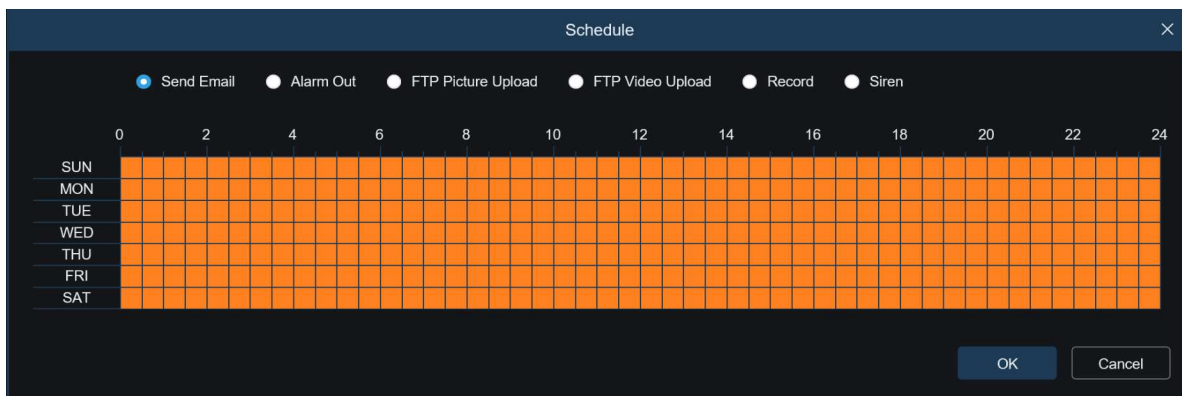 Schedule
Send Email Alarm Out FTP Picture Upload FTP Video Upload Record Siren
0 2 4 6 8 10 12 14 16 18 20 22 24
SUN
MON
TUE
WED
THU
FRI
SAT
OK Cancel